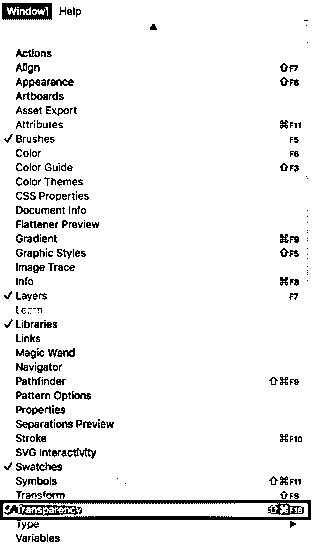 Window Help
Actions
Align ⇧F7
Appearance ⇧F6
Artboards
Asset Export
Attributes ⌘F11
✓ Brushes F5
Color F6
Color Guide ⇧F3
Color Themes
CSS Properties
Document Info
Flattener Preview
Gradient ⌘F9
Graphic Styles ⇧F5
Image Trace
Info ⌘F8
✓ Layers F7
Learn
✓ Libraries
Links
Magic Wand
Navigator
Pathfinder ⇧⌘F9
Pattern Options
Properties
Separations Preview
Stroke ⌘F10
SVG Interactivity
✓ Swatches
Symbols ⇧⌘F11
Transform ⇧F8
✓ Transparency ⇧⌘F10
Type
Variables